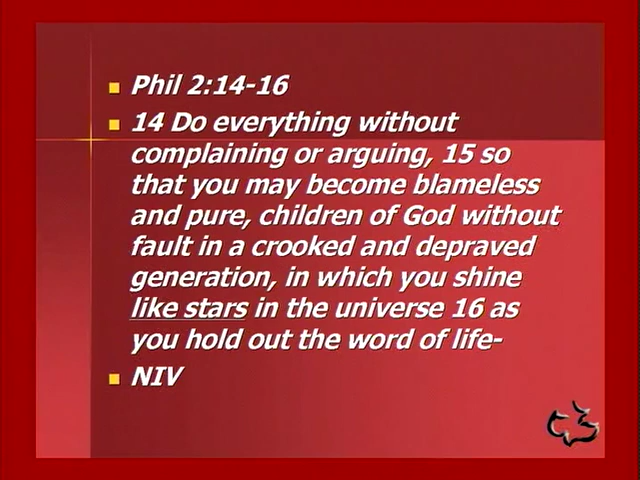 Phil 2:14-16
14 Do everything without
complaining or arguing, 15 so
that you may become blameless
and pure, children of God without
fault in a crooked and depraved
generation, in which you shine
like stars in the universe 16 as
you hold out the word of life-
NIV